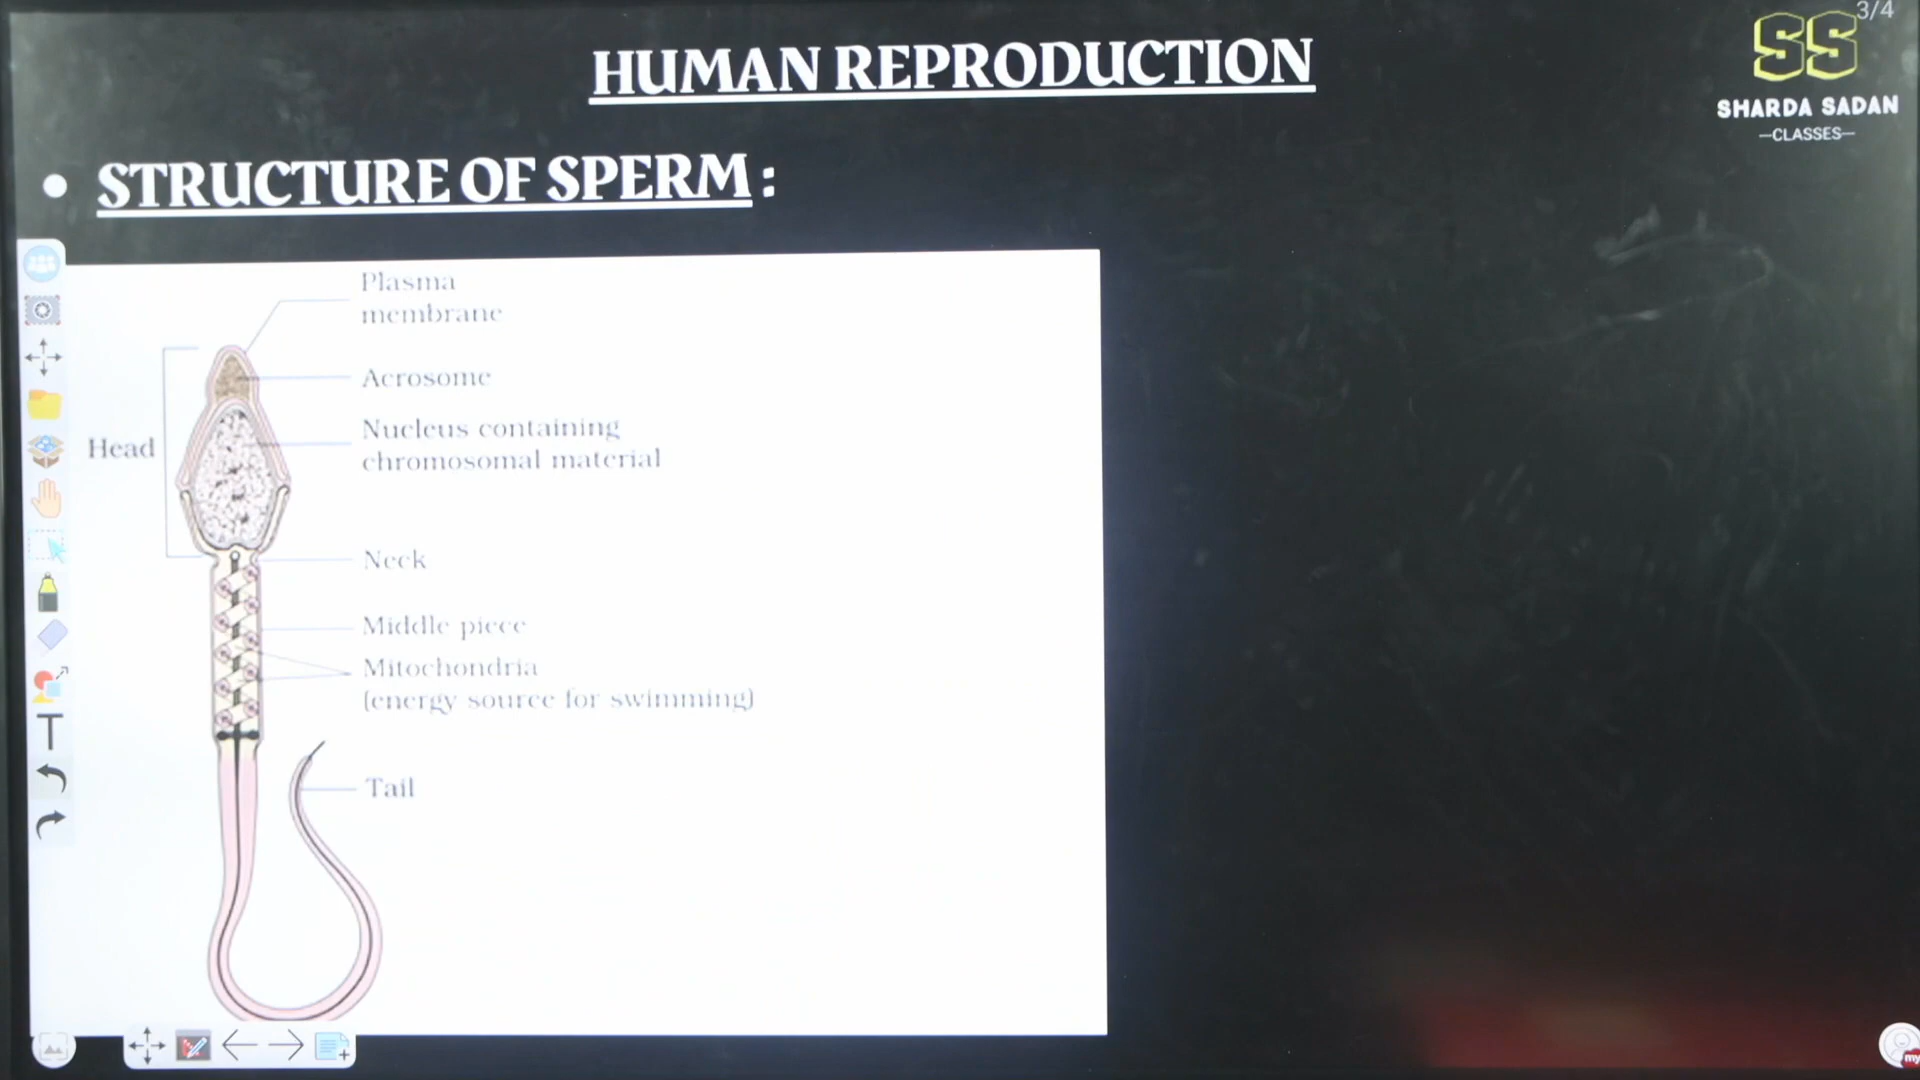 3/4
HUMAN REPRODUCTION
SS
SHARDA SADAN
—CLASSES—
• STRUCTURE OF SPERM :
Plasma
membrane
Acrosome
Nucleus containing
chromosomal material
Head
Neck
Middle piece
Mitochondria
(energy source for swimming)
Tail
T
my